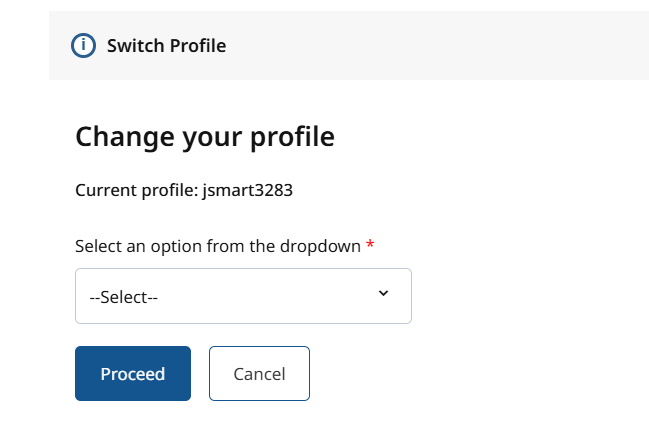 Switch Profile
Change your profile
Current profile: jsmart3283
Select an option from the dropdown *
--Select--
Proceed Cancel